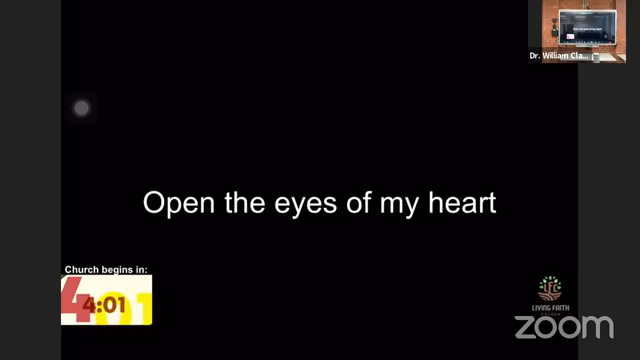 Dr. William Cla...
Open the eyes of my heart
Church begins in:
4:01
LIVING FAITH
zoom